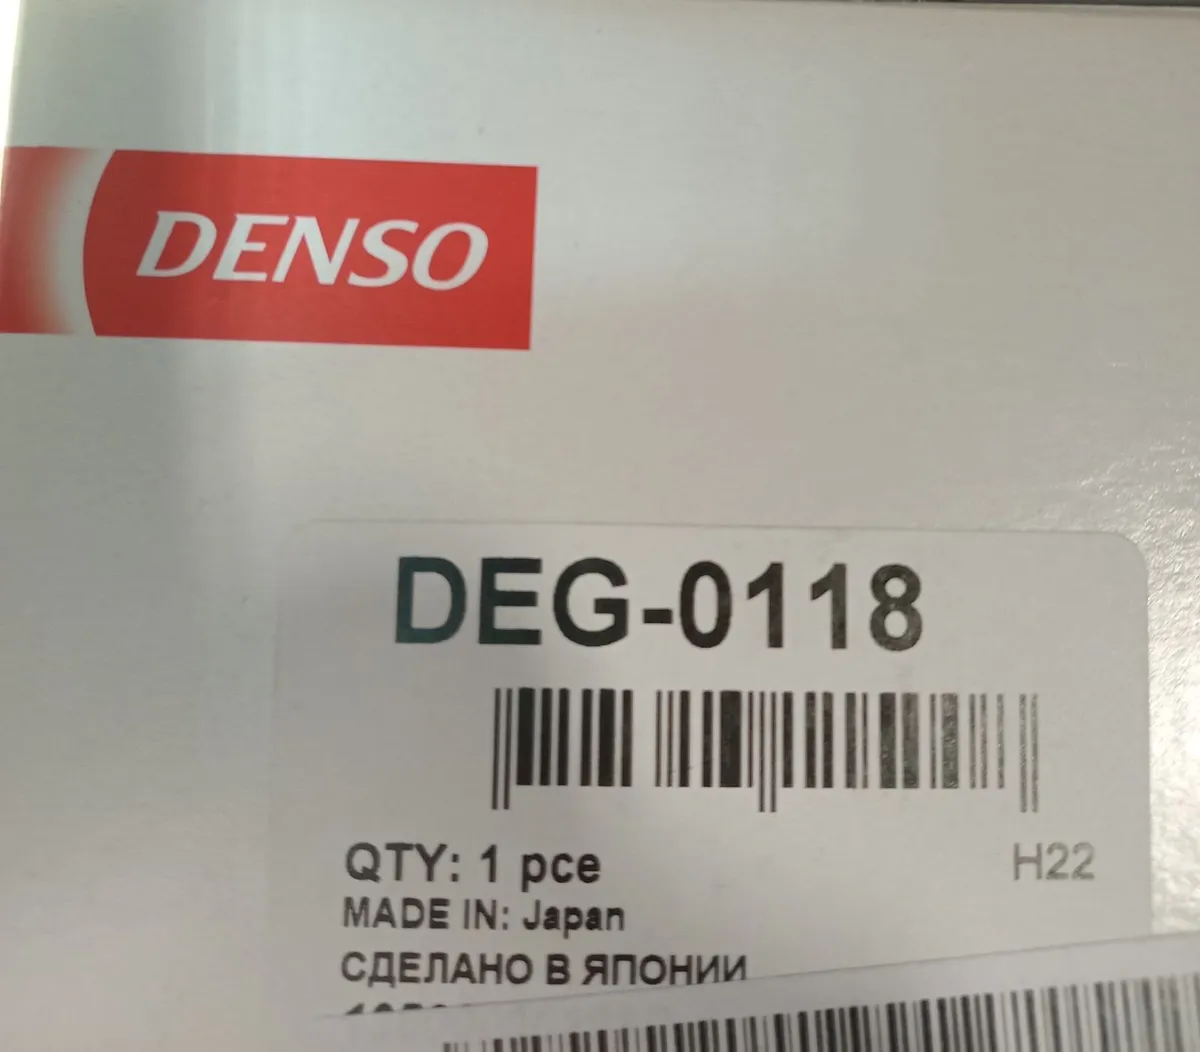 DENSO
DEG-0118
QTY: 1 pce
H22
MADE IN: Japan
СДЕЛАНО В ЯПОНИИ